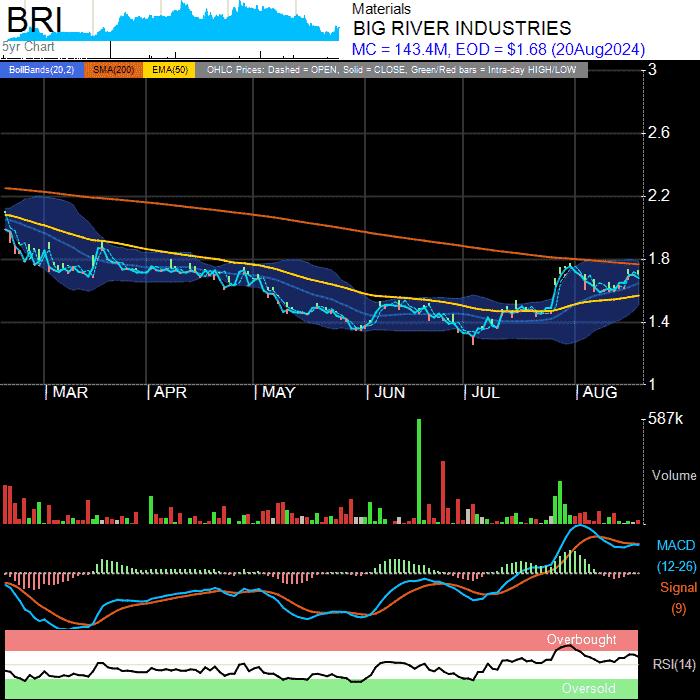 BRI
5yr Chart
Materials
BIG RIVER INDUSTRIES
MC = 143.4M, EOD = $1.68 (20Aug2024)
BollBands(20,2) SMA(200) EMA(50) OHLC Prices: Dashed = OPEN, Solid = CLOSE, Green/Red bars = Intra-day HIGH/LOW
3
2.6
2.2
1.8
1.4
1
MAR APR MAY JUN JUL AUG
587k
Volume
MACD
(12-26)
Signal
(9)
Overbought
RSI(14)
Oversold